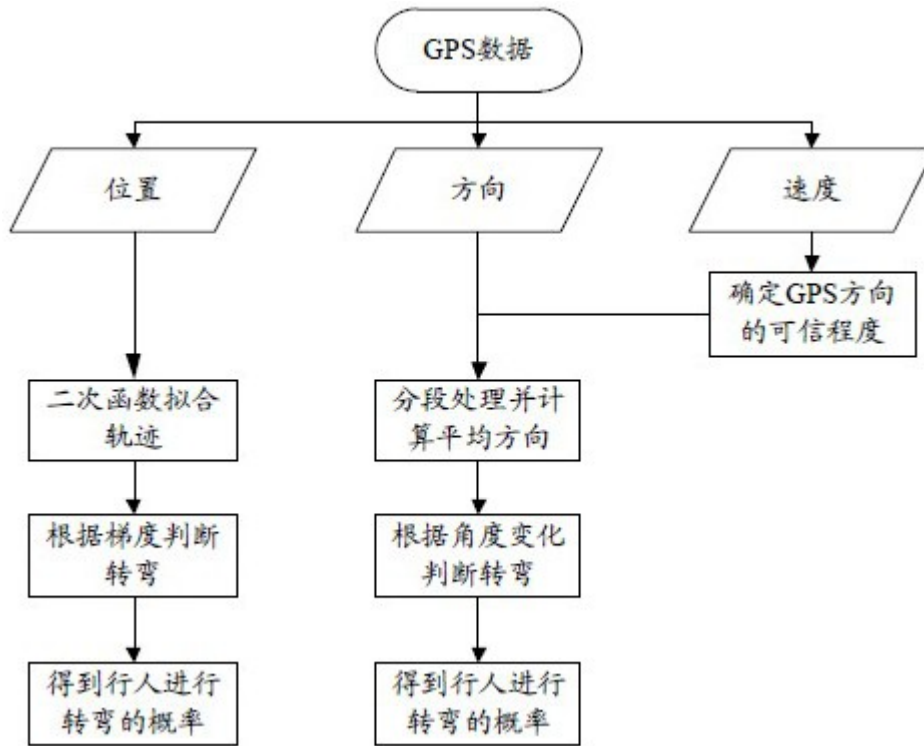 GPS数据
位置
方向
速度
确定GPS方向
的可信程度
二次函数拟合
轨迹
分段处理并计
算平均方向
根据梯度判断
转弯
根据角度变化
判断转弯
得到行人进行
转弯的概率
得到行人进行
转弯的概率